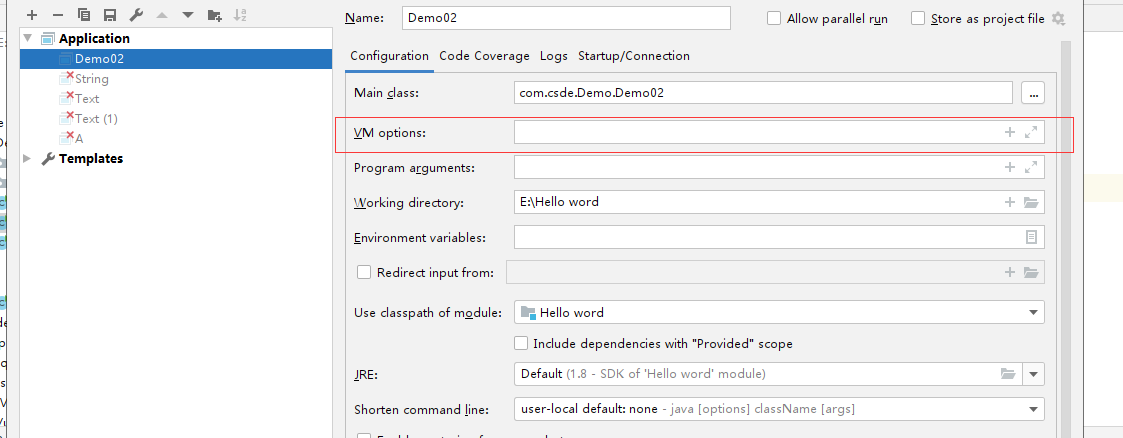 Name: Demo02 Allow parallel run Store as project file
Application
Demo02
String
Text
Text (1)
A
Templates
Configuration Code Coverage Logs Startup/Connection
Main class: com.csde.Demo.Demo02 ...
VM options:
Program arguments:
Working directory: E:\Hello word
Environment variables:
Redirect input from:
Use classpath of module: Hello word
Include dependencies with "Provided" scope
JRE: Default (1.8 - SDK of 'Hello word' module)
Shorten command line: user-local default: none - java [options] className [args]